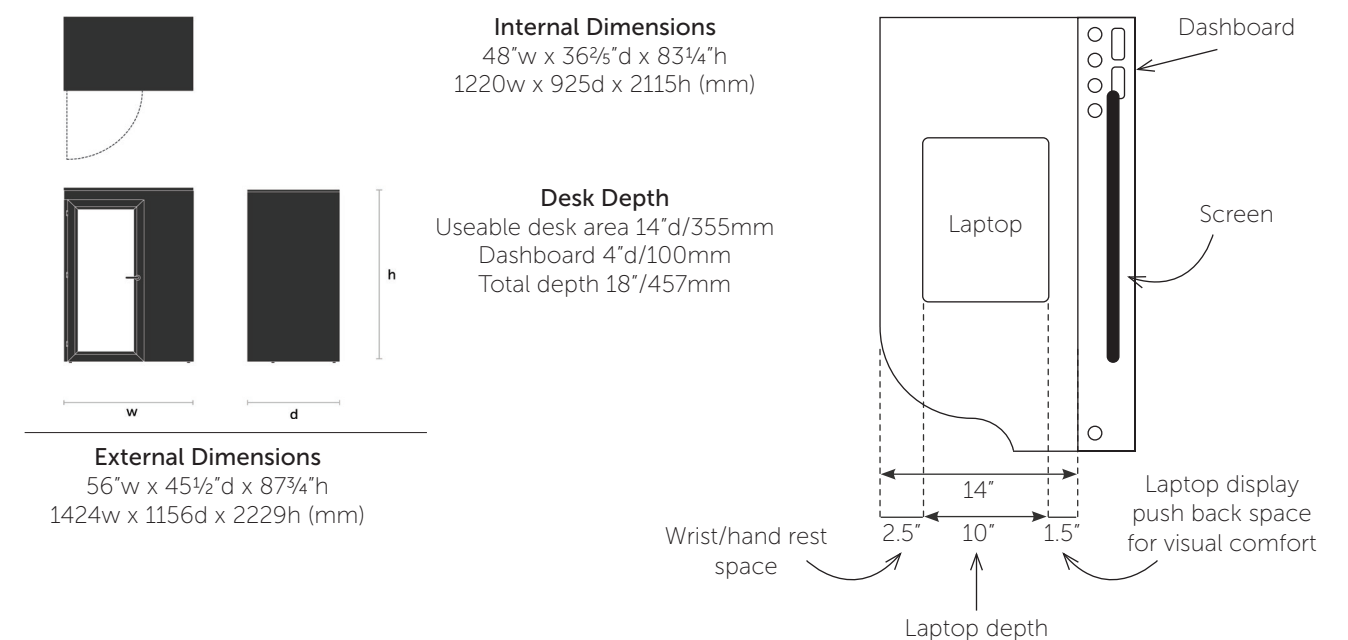 Internal Dimensions
48"w x 36⅖"d x 83¼"h
1220w x 925d x 2115h (mm)
Desk Depth
Useable desk area 14"d/355mm
Dashboard 4"d/100mm
Total depth 18"/457mm
h
w
d
External Dimensions
56"w x 45½"d x 87¾"h
1424w x 1156d x 2229h (mm)
Dashboard
Laptop
Screen
14"
2.5"
10"
1.5"
Wrist/hand rest
space
Laptop depth
Laptop display
push back space
for visual comfort